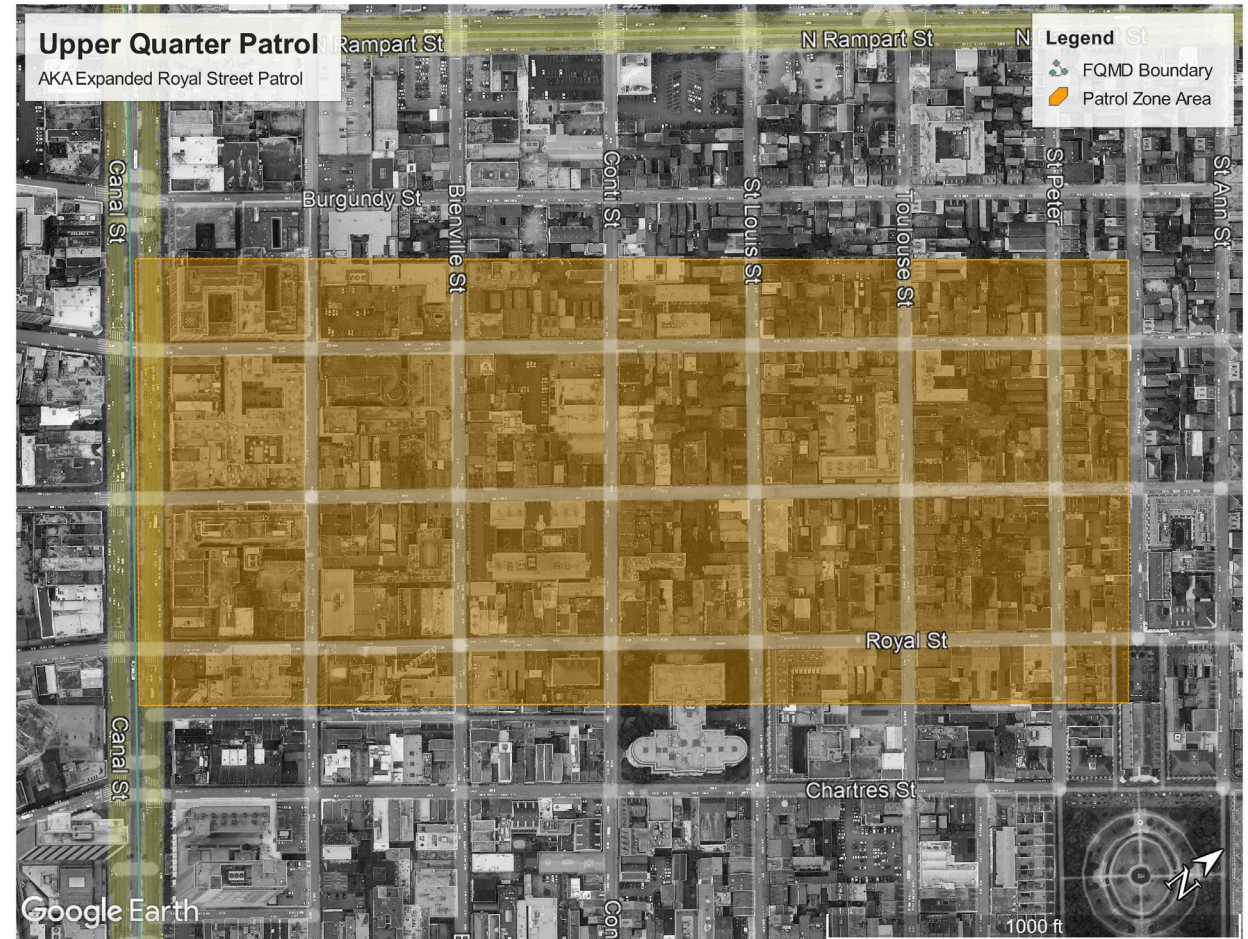 Upper Quarter Patrol
AKA Expanded Royal Street Patrol
N Rampart St
N Rampart St
N
St
Legend
FQMD Boundary
Patrol Zone Area
Canal St
Burgundy St
Bienville St
Conti St
St Louis St
Toulouse St
St Peter
St Ann St
Royal St
Canal St
Chartres St
Con
Google Earth
1000 ft
N